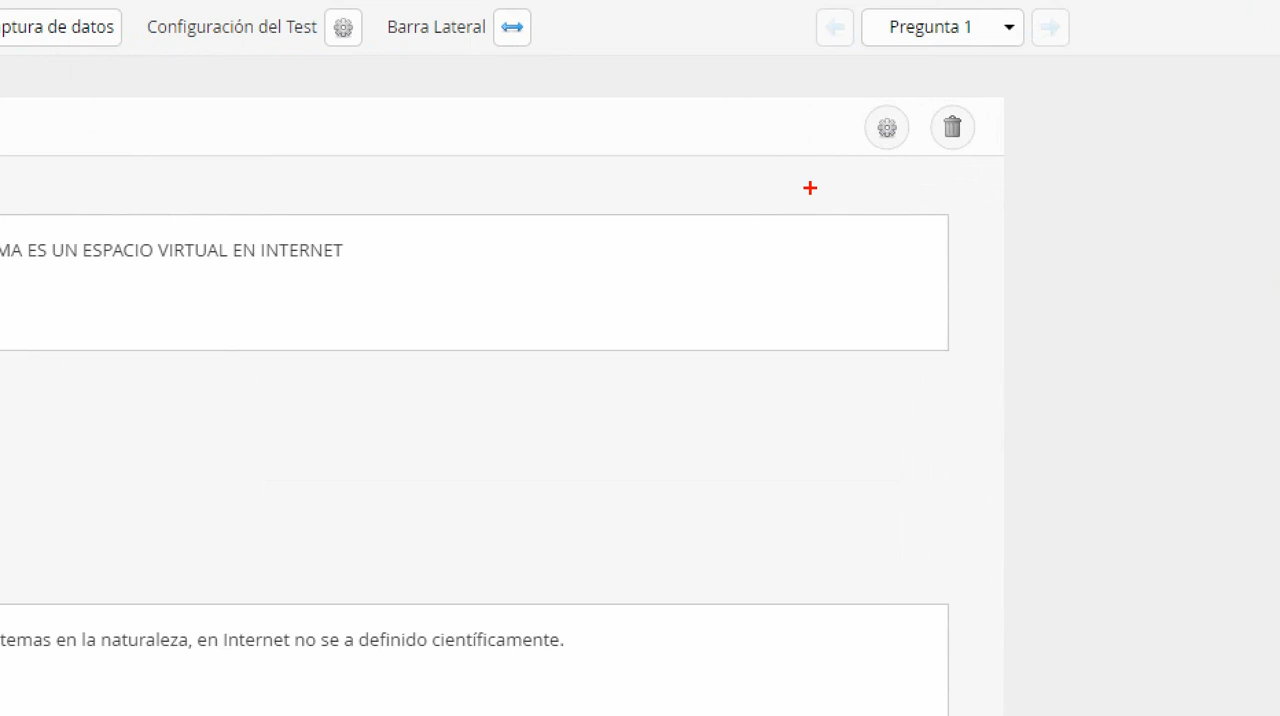 ptura de datos Configuración del Test Barra Lateral Pregunta 1
MA ES UN ESPACIO VIRTUAL EN INTERNET
temas en la naturaleza, en Internet no se a definido científicamente.